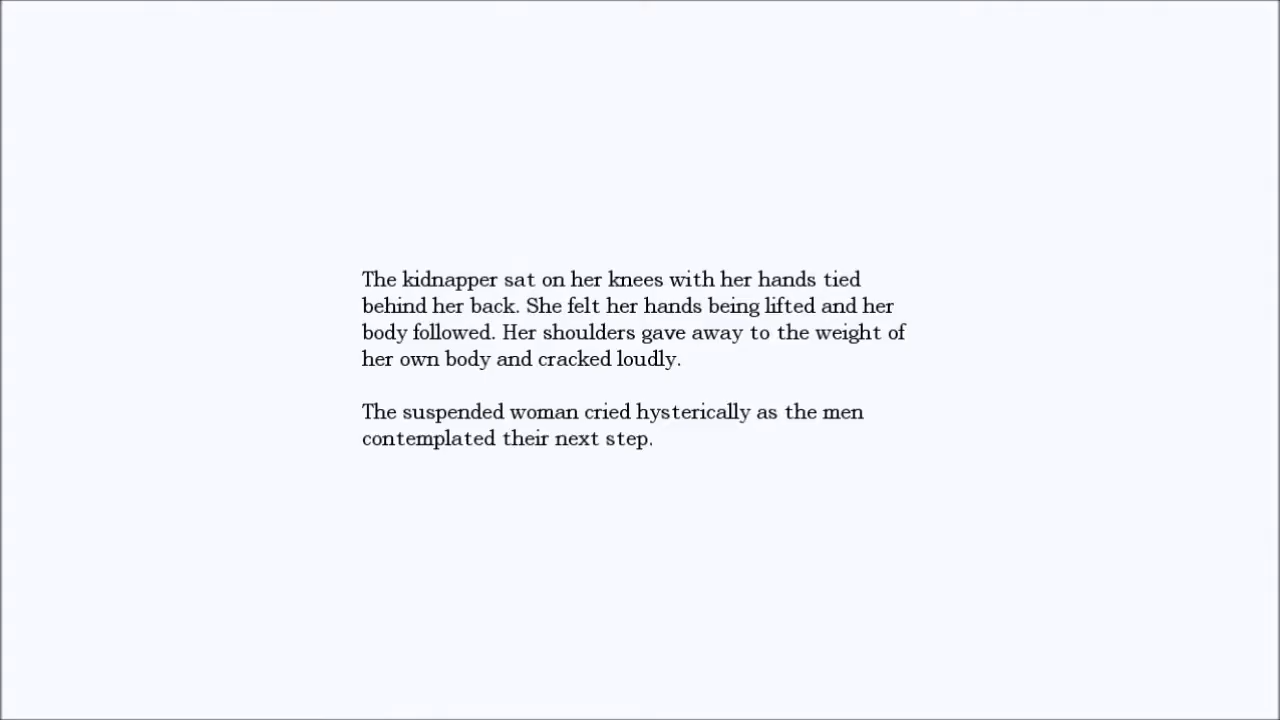 The kidnapper sat on her knees with her hands tied
behind her back. She felt her hands being lifted and her
body followed. Her shoulders gave away to the weight of
her own body and cracked loudly.
The suspended woman cried hysterically as the men
contemplated their next step.